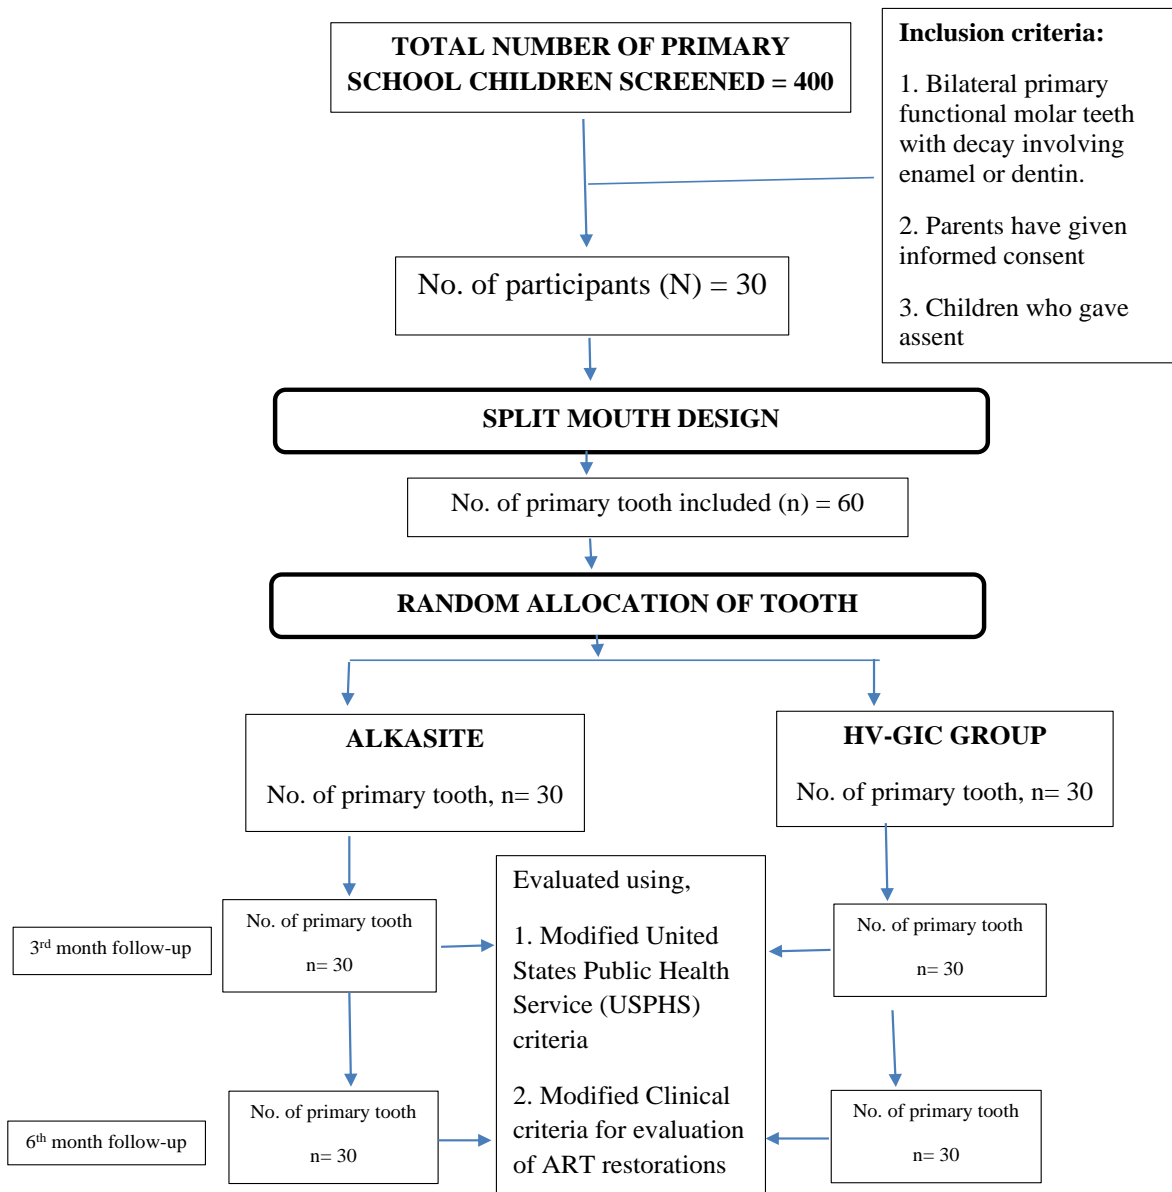 TOTAL NUMBER OF PRIMARY
SCHOOL CHILDREN SCREENED = 400
Inclusion criteria:
1. Bilateral primary
functional molar teeth
with decay involving
enamel or dentin.
2. Parents have given
informed consent
3. Children who gave
assent
No. of participants (N) = 30
SPLIT MOUTH DESIGN
No. of primary tooth included (n) = 60
RANDOM ALLOCATION OF TOOTH
ALKASITE
No. of primary tooth, n= 30
HV-GIC GROUP
No. of primary tooth, n= 30
3rd month follow-up
No. of primary tooth
n= 30
Evaluated using,
1. Modified United
States Public Health
Service (USPHS)
criteria
2. Modified Clinical
criteria for evaluation
of ART restorations
No. of primary tooth
n= 30
6th month follow-up
No. of primary tooth
n= 30
No. of primary tooth
n= 30